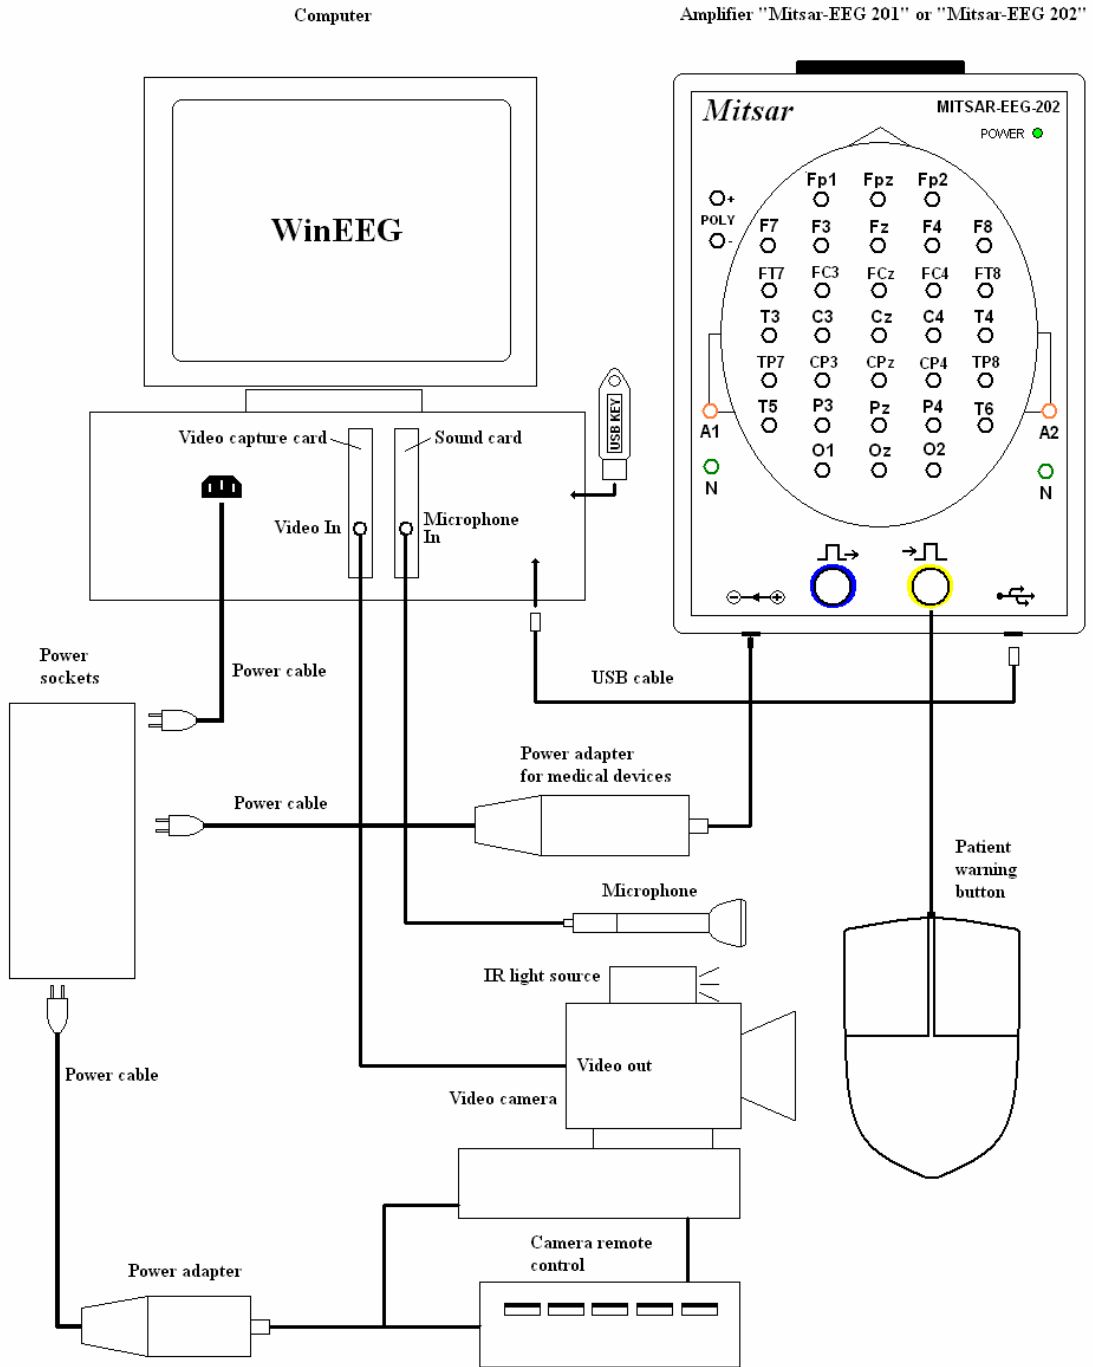 Computer
Amplifier "Mitsar-EEG 201" or "Mitsar-EEG 202"
Mitsar
MITSAR-EEG-202
POWER
WinEEG
Fp1 Fpz Fp2
+
POLY
-
F7 F3 Fz F4 F8
FT7 FC3 FCz FC4 FT8
T3 C3 Cz C4 T4
TP7 CP3 CPz CP4 TP8
T5 P3 Pz P4 T6
A1
A2
O1 Oz O2
N
N
USB KEY
Video capture card
Sound card
Video In
Microphone
In
Power
sockets
Power cable
USB cable
Power adapter
for medical devices
Power cable
Patient
warning
button
Microphone
IR light source
Video out
Power cable
Video camera
Camera remote
control
Power adapter